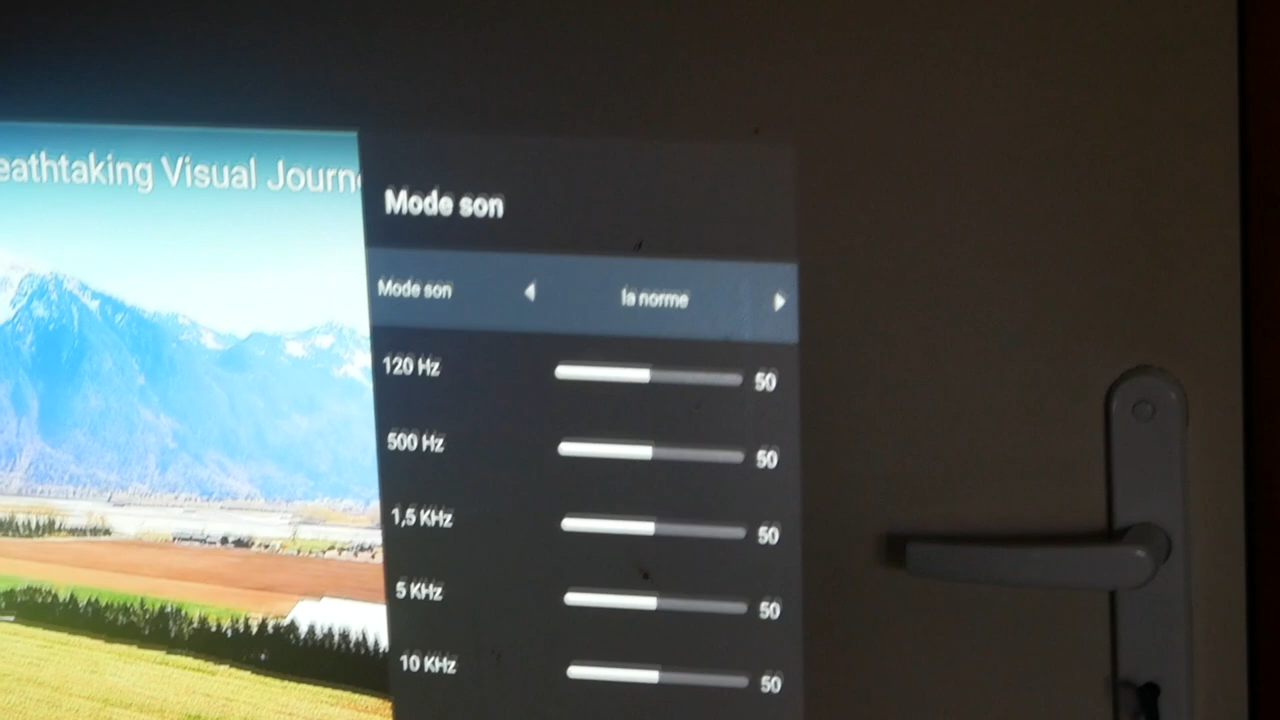 eathtaking Visual Journe
Mode son
Mode son la norme
120 Hz 50
500 Hz 50
1,5 KHz 50
5 KHz 50
10 KHz 50